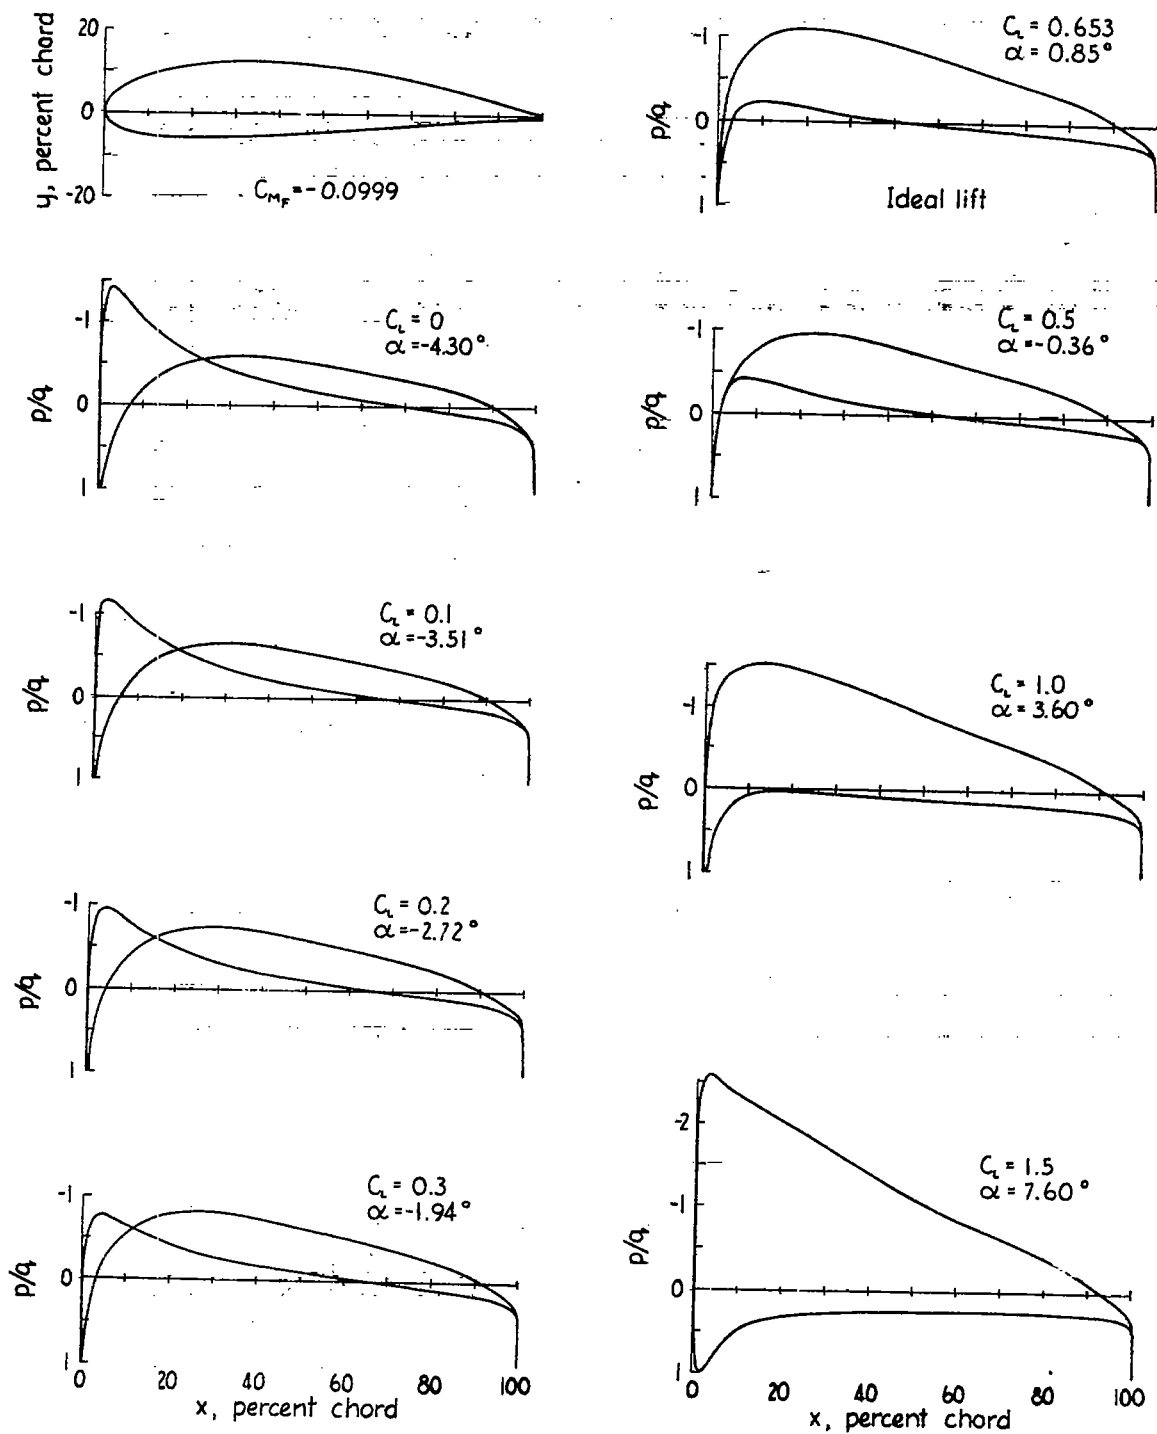 20
0
-20
y, percent chord
C_MF = -0.0999
-1
0
1
p/q
C_L = 0.653
α = 0.85°
Ideal lift
-1
0
1
p/q
C_L = 0
α = -4.30°
-1
0
1
p/q
C_L = 0.5
α = -0.36°
-1
0
1
p/q
C_L = 0.1
α = -3.51°
-1
0
1
p/q
C_L = 1.0
α = 3.60°
-1
0
1
p/q
C_L = 0.2
α = -2.72°
-2
-1
0
1
p/q
C_L = 1.5
α = 7.60°
0 20 40 60 80 100
x, percent chord
-1
0
1
p/q
C_L = 0.3
α = -1.94°
0 20 40 60 80 100
x, percent chord